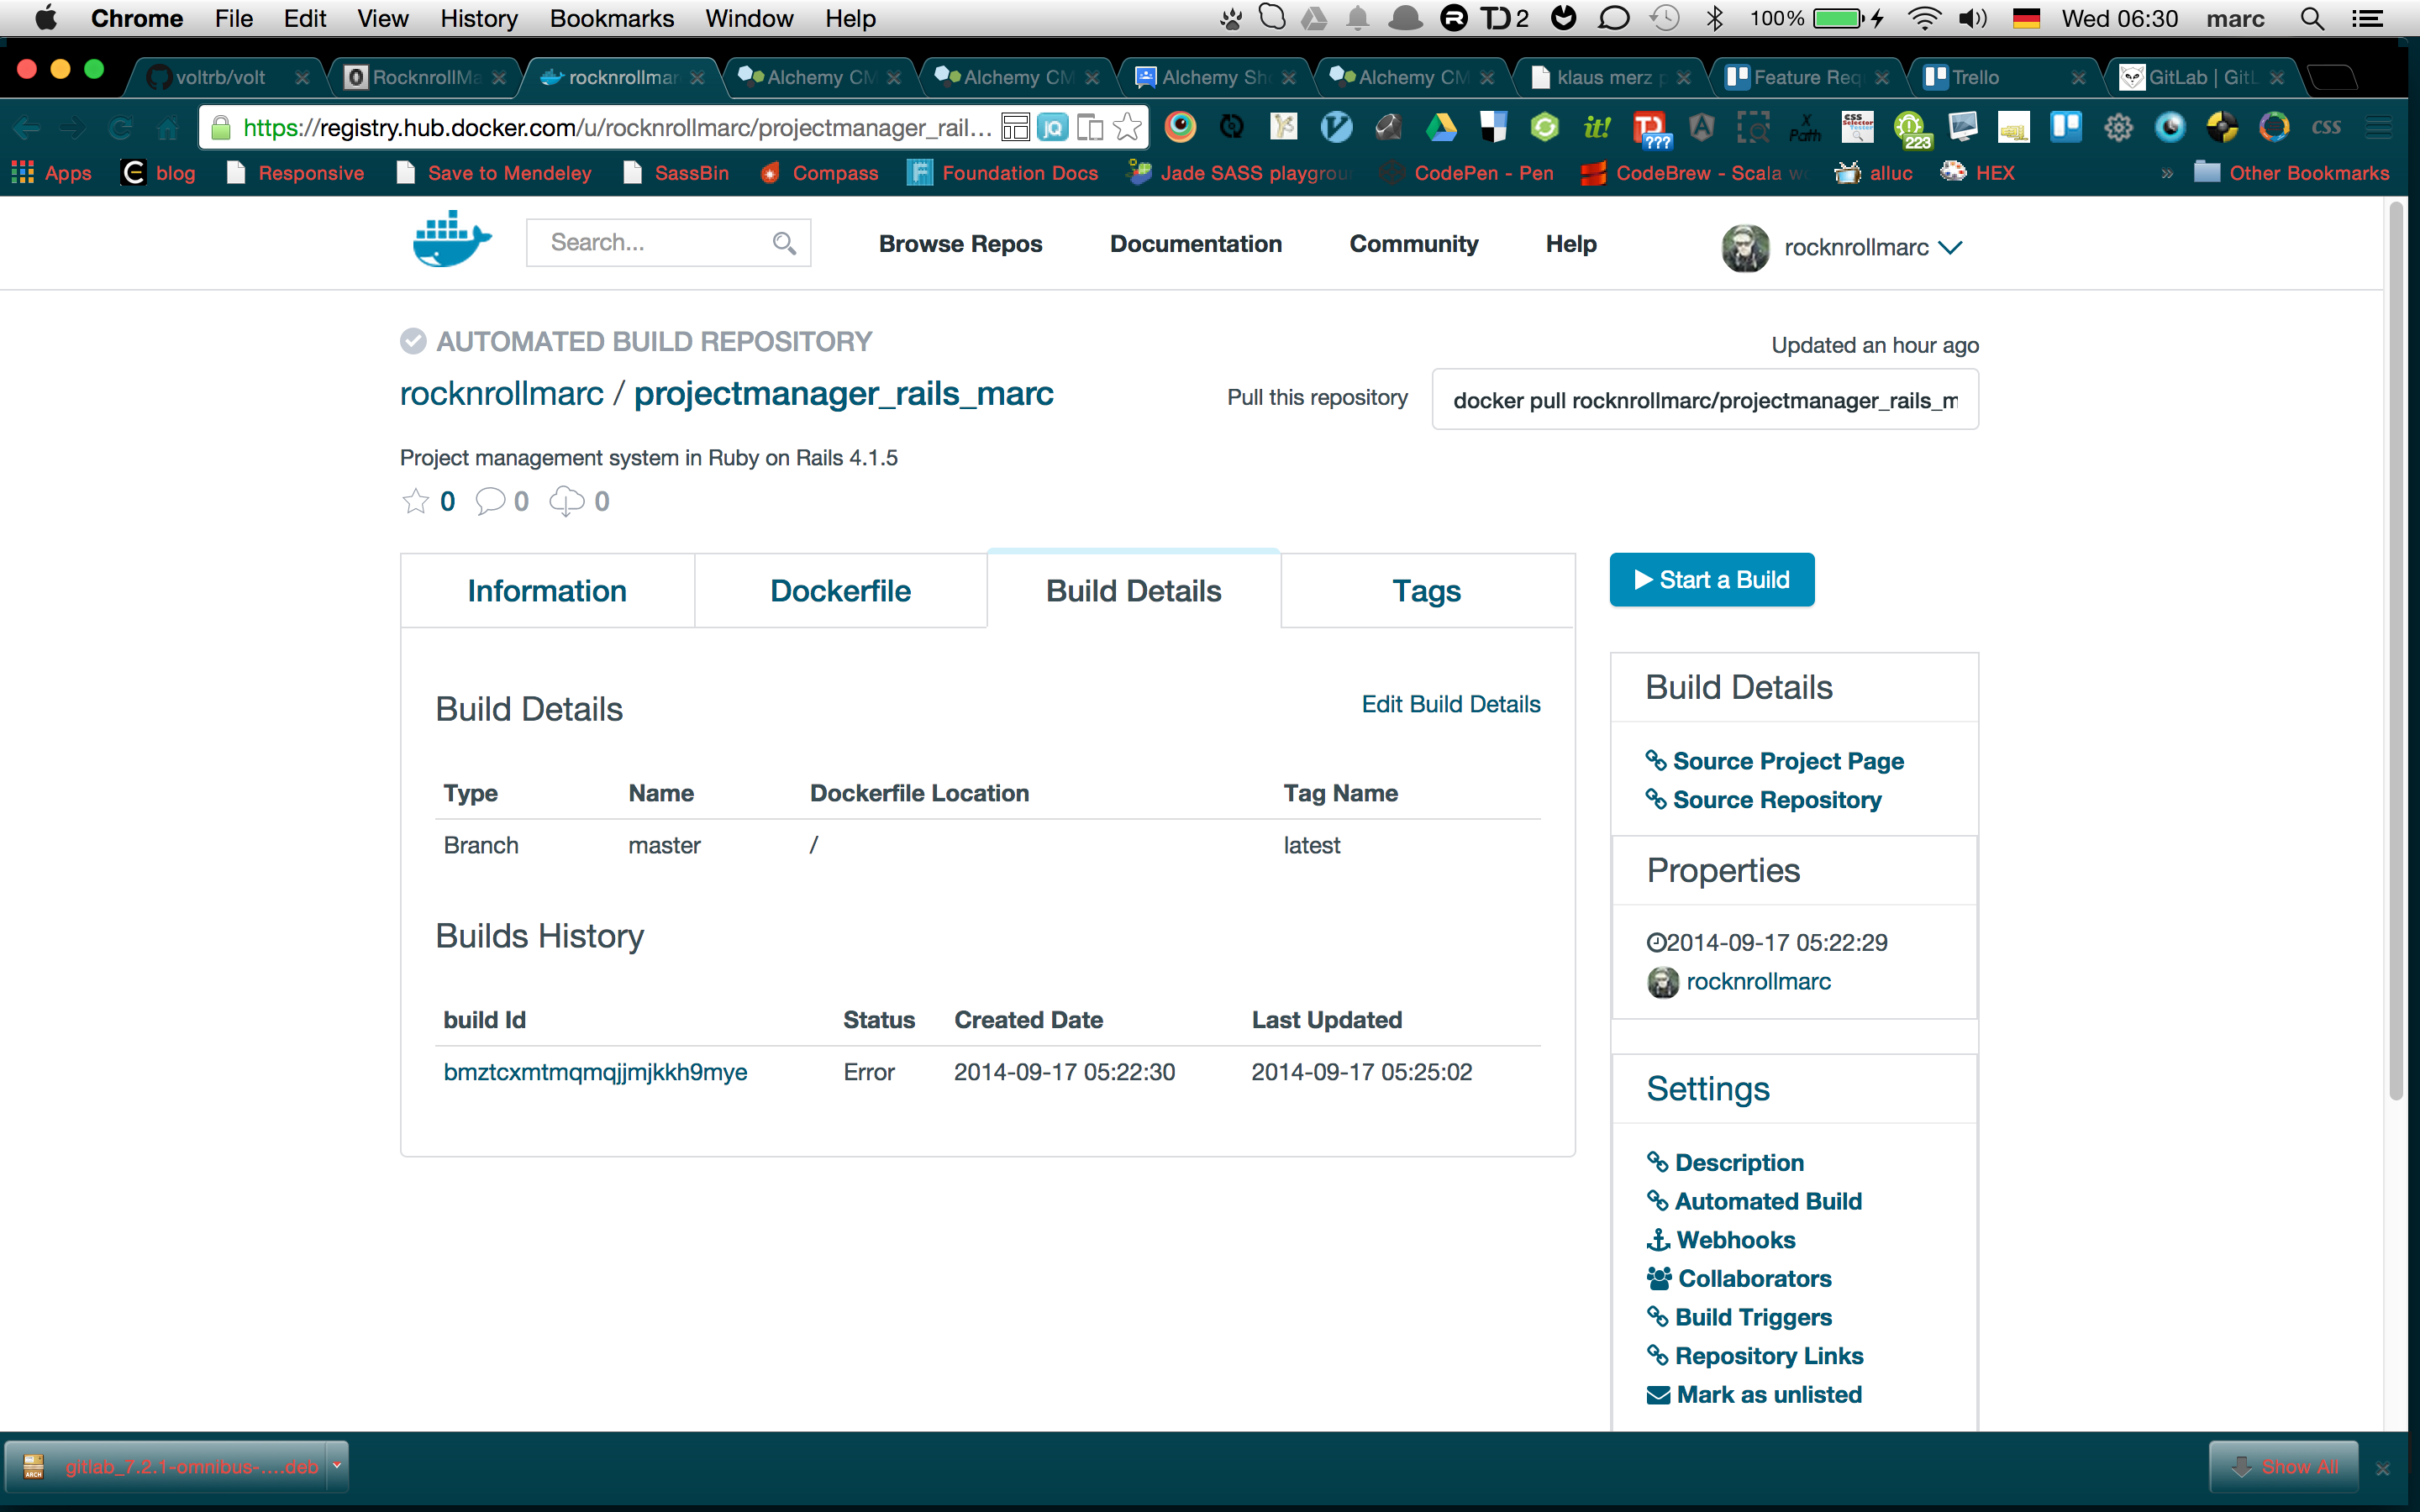 Chrome File Edit View History Bookmarks Window Help 2 100% Wed 06:30 marc
voltrb/volt RocknrollMa rocknrollmar Alchemy CM Alchemy CM Alchemy Sh Alchemy CM klaus merz p Feature Req Trello GitLab | GitL
https://registry.hub.docker.com/u/rocknrollmarc/projectmanager_rail... jQ it! ??? X Path CSS Selector Tester 223 CSS
Apps blog Responsive Save to Mendeley SassBin Compass Foundation Docs Jade SASS playgrou CodePen - Pen CodeBrew - Scala wo alluc HEX » Other Bookmarks
Search... Browse Repos Documentation Community Help rocknrollmarc
AUTOMATED BUILD REPOSITORY
Updated an hour ago
rocknrollmarc / projectmanager_rails_marc
Pull this repository docker pull rocknrollmarc/projectmanager_rails_m
Project management system in Ruby on Rails 4.1.5
0 0 0
Information Dockerfile Build Details Tags
Start a Build
Build Details Edit Build Details
Type Name Dockerfile Location Tag Name
Branch master / latest
Builds History
build Id Status Created Date Last Updated
bmztcxmtmqmqjjmjkkh9mye Error 2014-09-17 05:22:30 2014-09-17 05:25:02
Build Details
Source Project Page
Source Repository
Properties
2014-09-17 05:22:29
rocknrollmarc
Settings
Description
Automated Build
Webhooks
Collaborators
Build Triggers
Repository Links
Mark as unlisted
gitlab_7.2.1-omnibus-....deb Show All